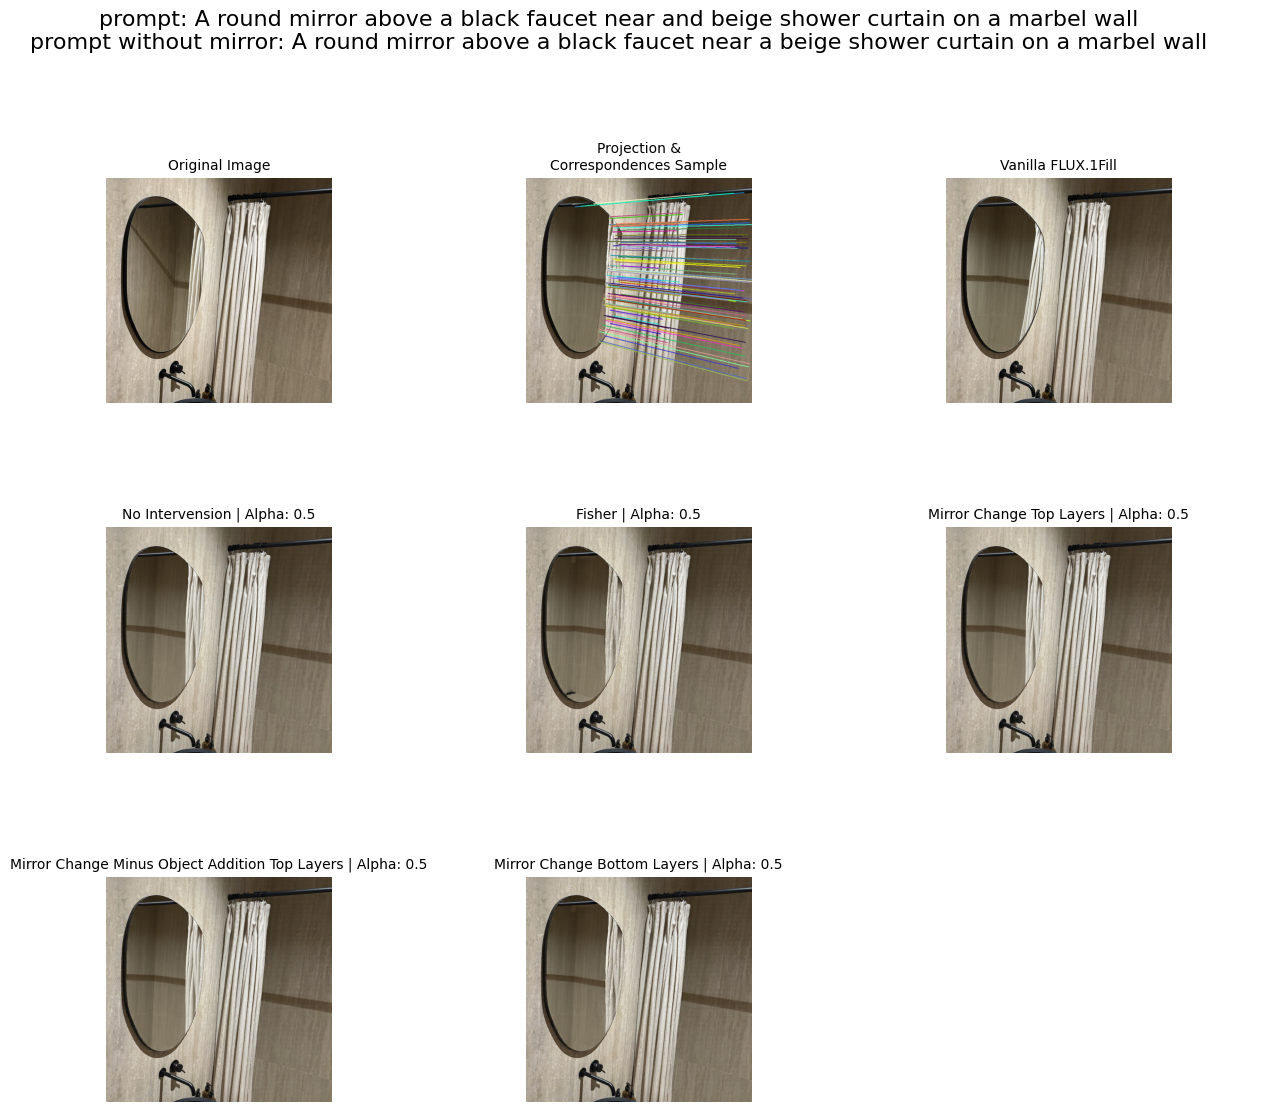 prompt: A round mirror above a black faucet near and beige shower curtain on a marbel wall
prompt without mirror: A round mirror above a black faucet near a beige shower curtain on a marbel wall
Original Image
Projection &
Correspondences Sample
Vanilla FLUX.1Fill
No Intervension | Alpha: 0.5
Fisher | Alpha: 0.5
Mirror Change Top Layers | Alpha: 0.5
Mirror Change Minus Object Addition Top Layers | Alpha: 0.5
Mirror Change Bottom Layers | Alpha: 0.5